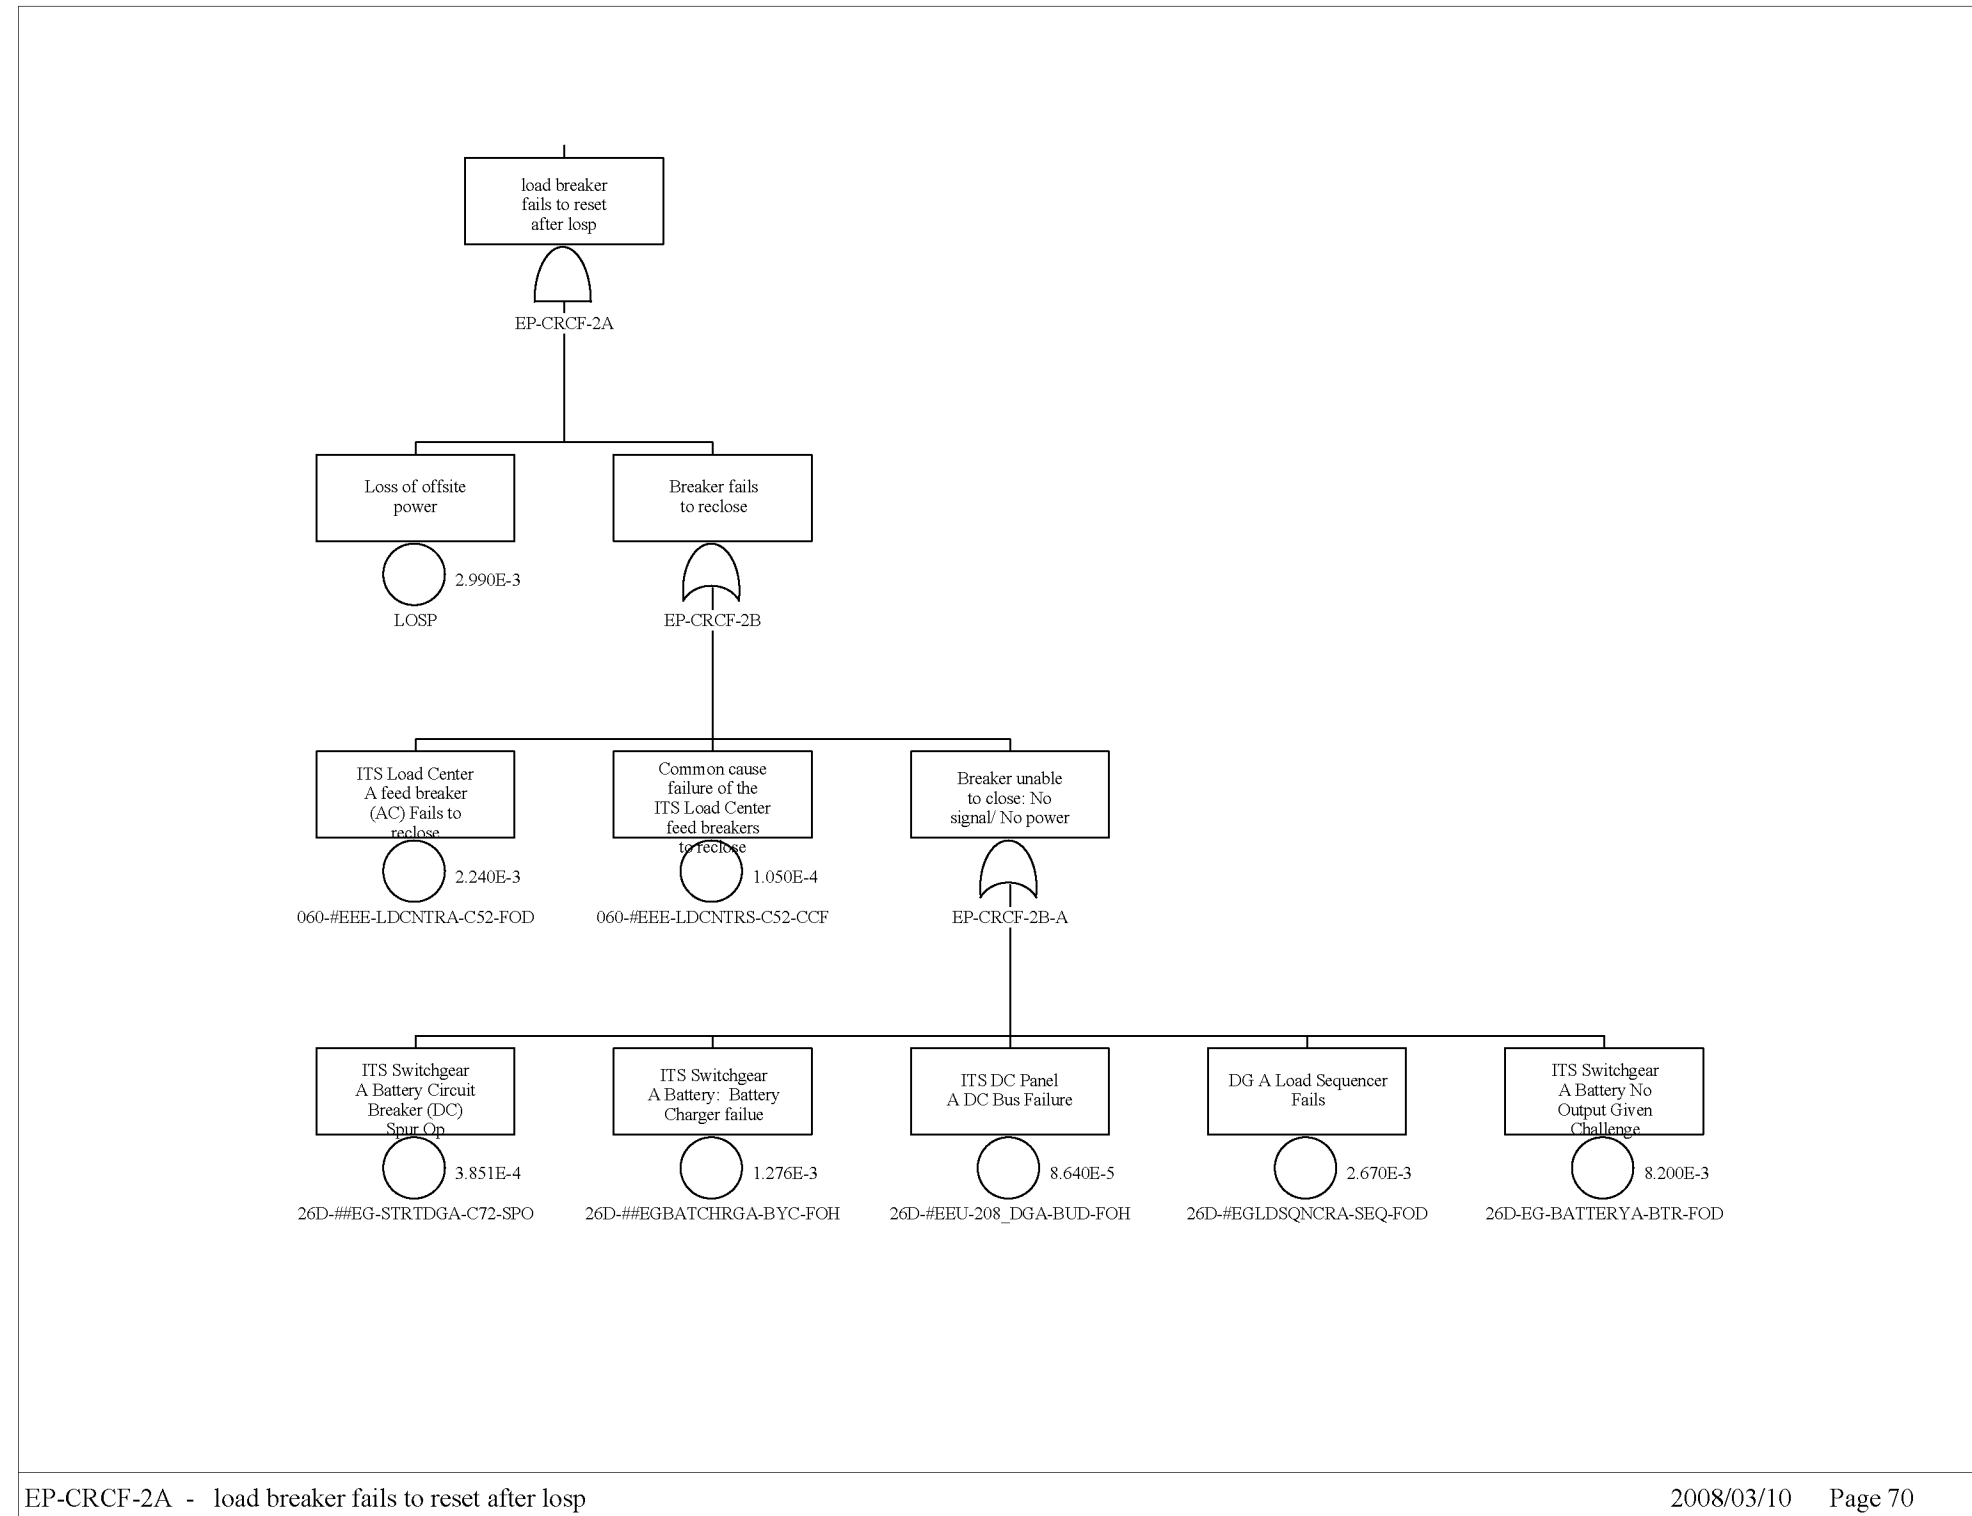 load breaker
fails to reset
after losp
EP-CRCF-2A
Loss of offsite
power
2.990E-3
LOSP
Breaker fails
to reclose
EP-CRCF-2B
ITS Load Center
A feed breaker
(AC) Fails to
reclose
2.240E-3
060-#EEE-LDCNTRA-C52-FOD
Common cause
failure of the
ITS Load Center
feed breakers
to reclose
1.050E-4
060-#EEE-LDCNTRS-C52-CCF
Breaker unable
to close: No
signal/ No power
EP-CRCF-2B-A
ITS Switchgear
A Battery Circuit
Breaker (DC)
Spur Op
3.851E-4
26D-##EG-STRTDGA-C72-SPO
ITS Switchgear
A Battery: Battery
Charger failue
1.276E-3
26D-##EGBATCHRGA-BYC-FOH
ITS DC Panel
A DC Bus Failure
8.640E-5
26D-#EEU-208_DGA-BUD-FOH
DG A Load Sequencer
Fails
2.670E-3
26D-#EGLDSQNCRA-SEQ-FOD
ITS Switchgear
A Battery No
Output Given
Challenge
8.200E-3
26D-EG-BATTERYA-BTR-FOD
EP-CRCF-2A - load breaker fails to reset after losp
2008/03/10 Page 70